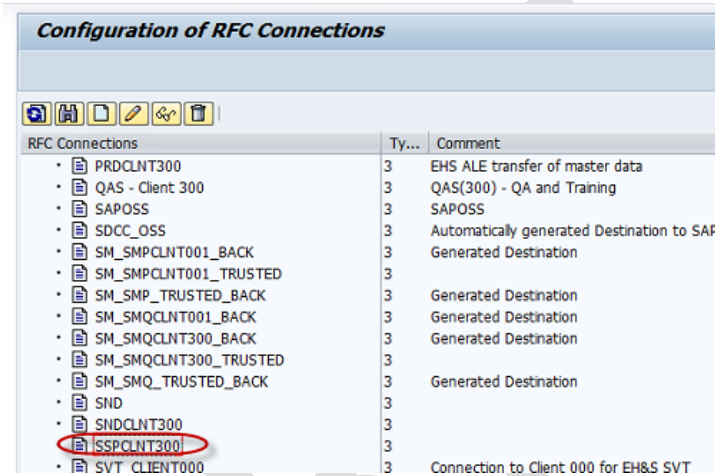 Configuration of RFC Connections
RFC Connections Ty... Comment
PRDCLNT300 3 EHS ALE transfer of master data
QAS - Client 300 3 QAS(300) - QA and Training
SAPOSS 3 SAPOSS
SDCC_OSS 3 Automatically generated Destination to SAP
SM_SMPCLNT001_BACK 3 Generated Destination
SM_SMPCLNT001_TRUSTED 3
SM_SMP_TRUSTED_BACK 3 Generated Destination
SM_SMQCLNT001_BACK 3 Generated Destination
SM_SMQCLNT300_BACK 3 Generated Destination
SM_SMQCLNT300_TRUSTED 3
SM_SMQ_TRUSTED_BACK 3 Generated Destination
SND 3
SNDCLNT300 3
SSPCLNT300 3
SVT_CLIENT000 3 Connection to Client 000 for EH&S SVT